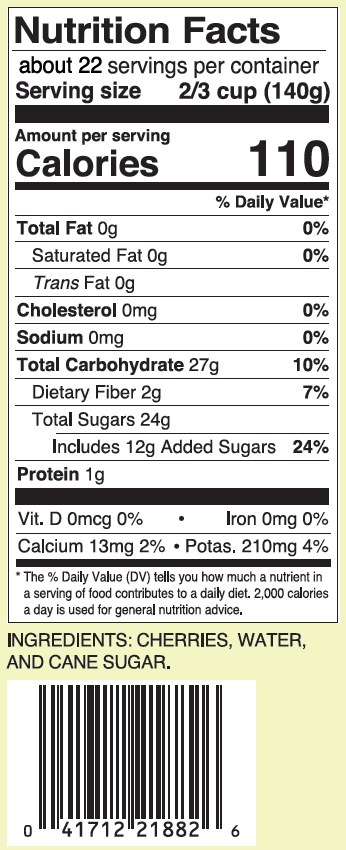 Nutrition Facts
about 22 servings per container
Serving size 2/3 cup (140g)
Amount per serving
Calories 110
% Daily Value*
Total Fat 0g 0%
Saturated Fat 0g 0%
Trans Fat 0g
Cholesterol 0mg 0%
Sodium 0mg 0%
Total Carbohydrate 27g 10%
Dietary Fiber 2g 7%
Total Sugars 24g
Includes 12g Added Sugars 24%
Protein 1g
Vit. D 0mcg 0% • Iron 0mg 0%
Calcium 13mg 2% • Potas. 210mg 4%
* The % Daily Value (DV) tells you how much a nutrient in
a serving of food contributes to a daily diet. 2,000 calories
a day is used for general nutrition advice.
INGREDIENTS: CHERRIES, WATER,
AND CANE SUGAR.
0 41712 21882 6